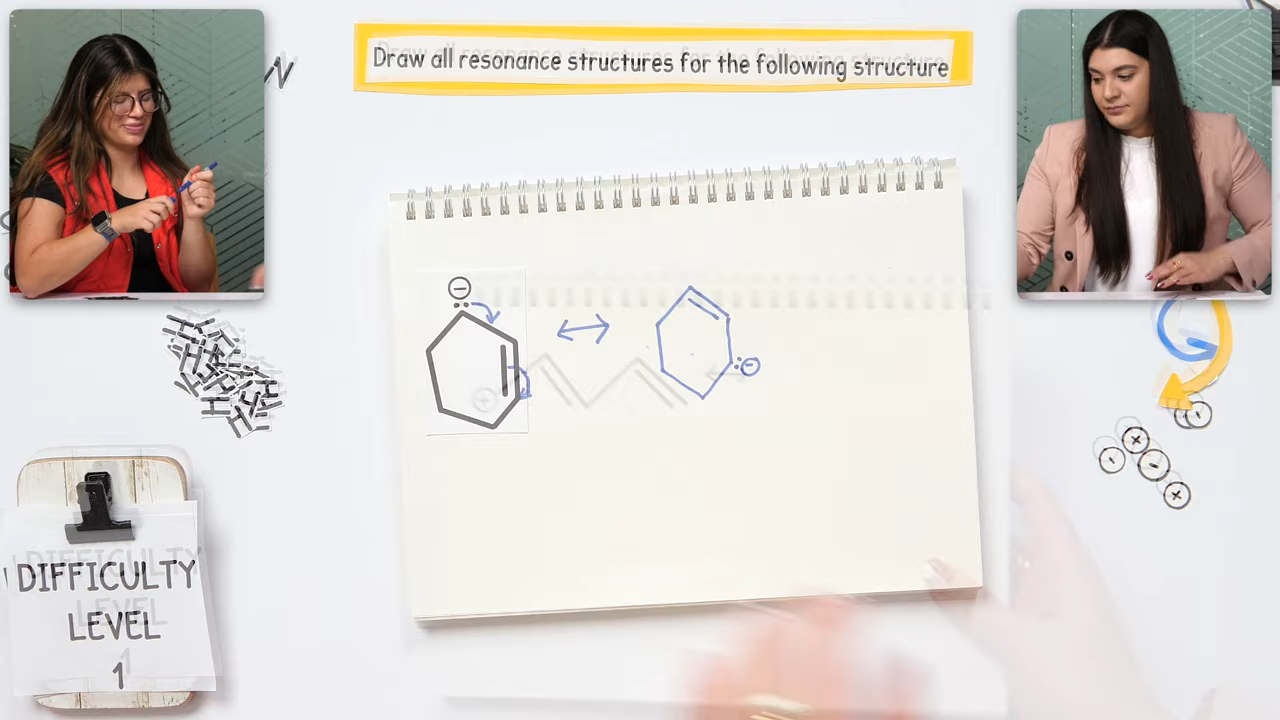 Draw all resonance structures for the following structure
DIFFICULTY
LEVEL
1